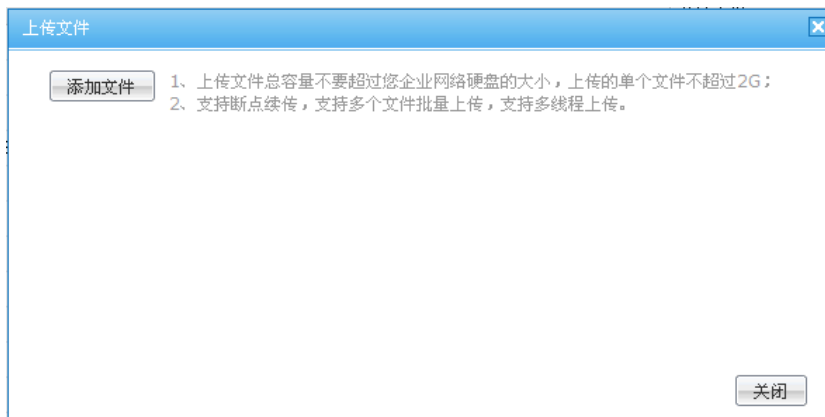 上传文件
添加文件
1、上传文件总容量不要超过您企业网络硬盘的大小，上传的单个文件不超过2G；
2、支持断点续传，支持多个文件批量上传，支持多线程上传。
关闭